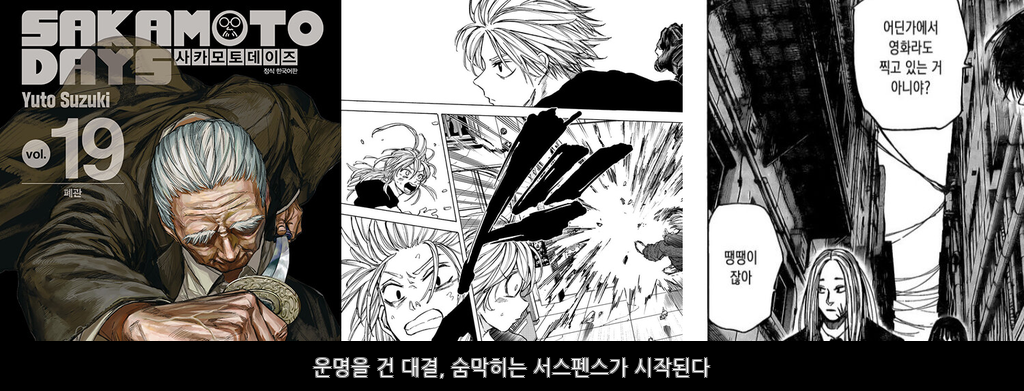 SAKAMOTO
DAYS 사카모토데이즈
정식 한국어판
Yuto Suzuki
vol. 19
폐관
어딘가에서
영화라도
찍고 있는 거
아니야?
땡땡이
잖아
운명을 건 대결, 숨막히는 서스펜스가 시작된다